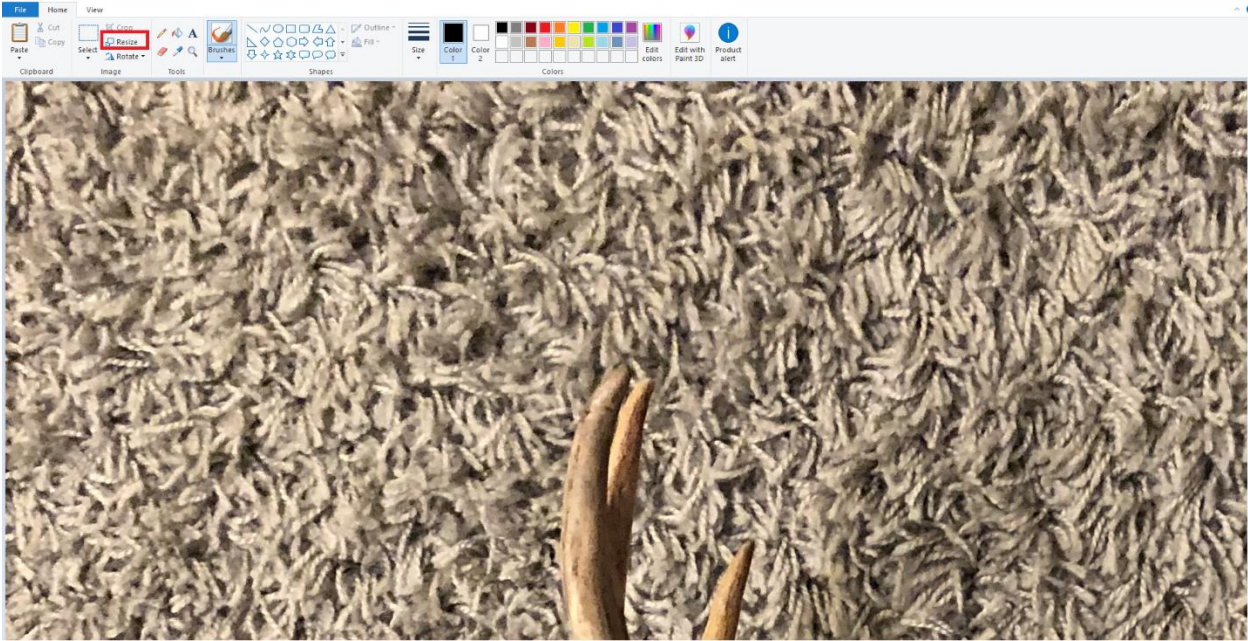 File Home View
Paste
Clipboard
Cut
Copy
Select
Crop
Resize
Rotate
Image
A
Tools
Brushes
Outline
Fill
Shapes
Size
Color 1
Color 2
Edit colors
Colors
Edit with Paint 3D
Product alert